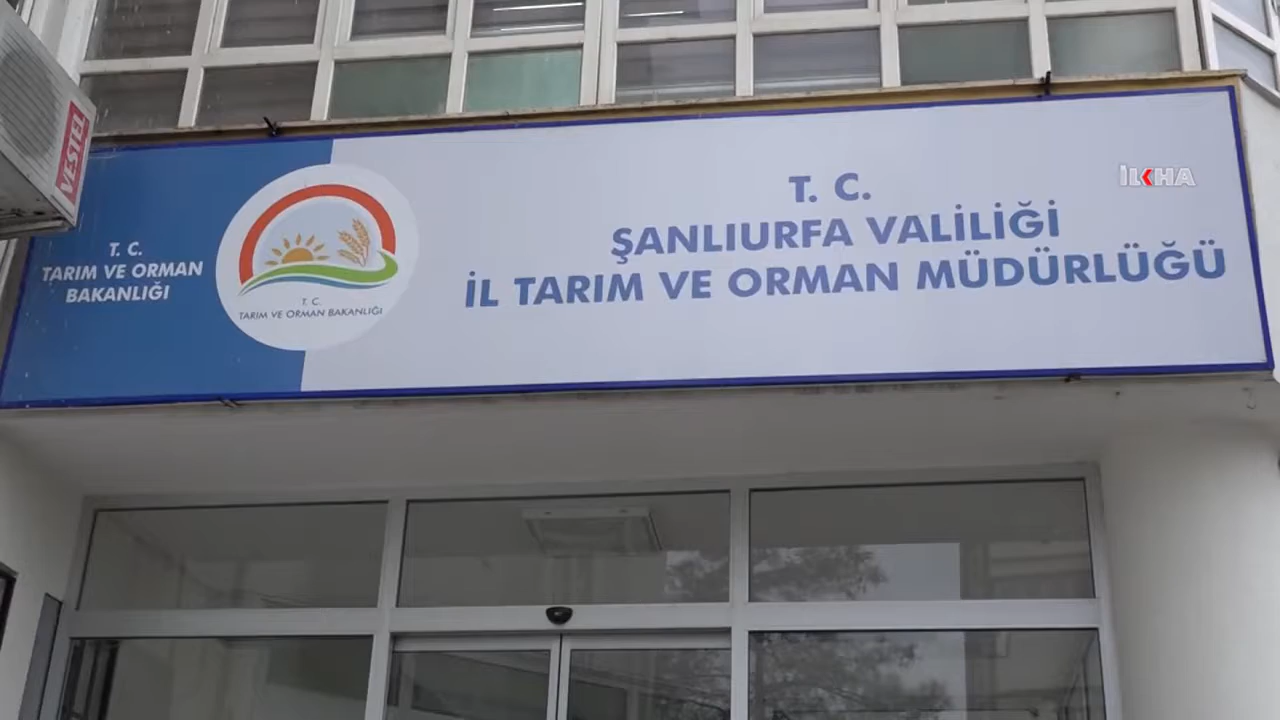 T. C.
TARIM VE ORMAN
BAKANLIĞI
T. C.
TARIM VE ORMAN BAKANLIĞI
T. C.
ŞANLIURFA VALİLİĞİ
İL TARIM VE ORMAN MÜDÜRLÜĞÜ
VESTEL
İLKHA